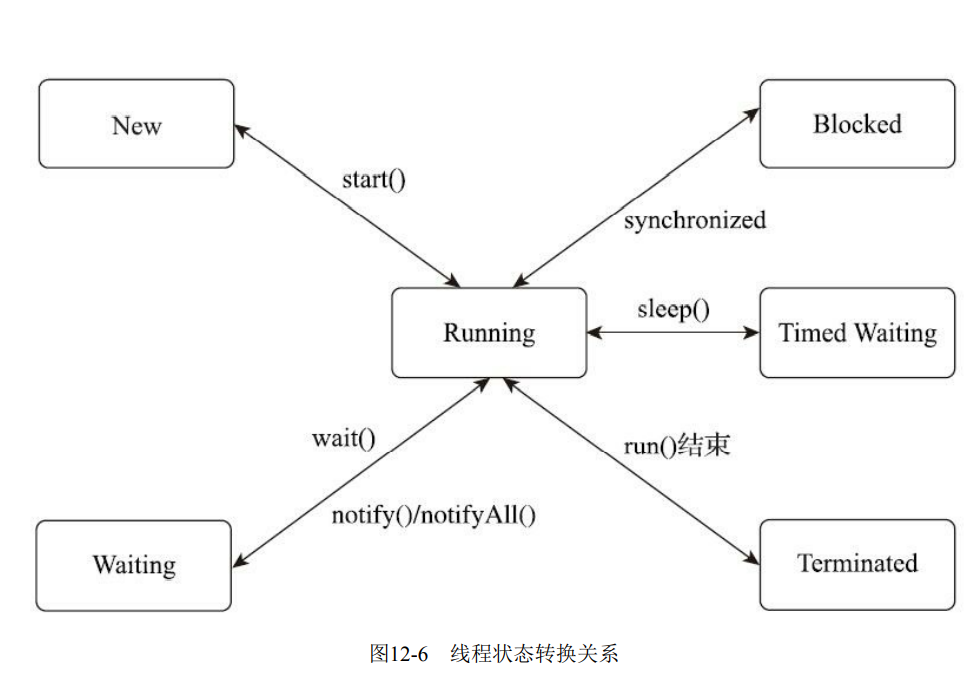 New
Blocked
start()
synchronized
sleep()
Running
Timed Waiting
wait()
run()结束
notify()/notifyAll()
Waiting
Terminated
图12-6 线程状态转换关系